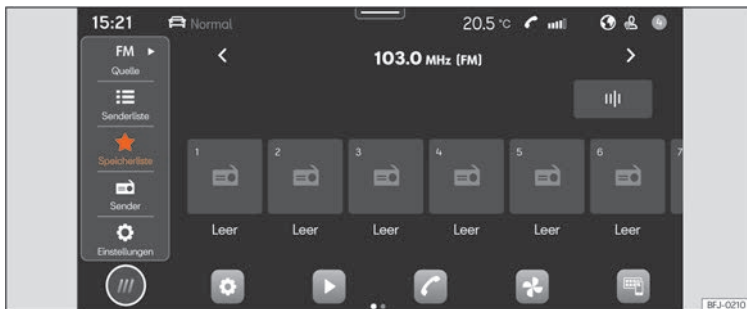 15:21 Normal 20.5 °C 4
FM
Quelle
103.0 MHz (FM)
Senderliste
Speicherliste
1 2 3 4 5 6 7
Sender
Leer Leer Leer Leer Leer Leer
Einstellungen
BFJ-0210